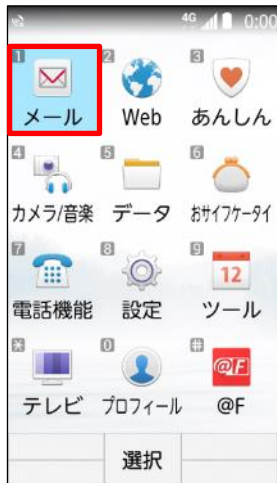 4G 0:00
1 2 3
メール Web あんしん
4 5 6
カメラ/音楽 データ おサイフケータイ
7 8 9
12
電話機能 設定 ツール
* 0 #
@F
テレビ プロフィール @F
選択